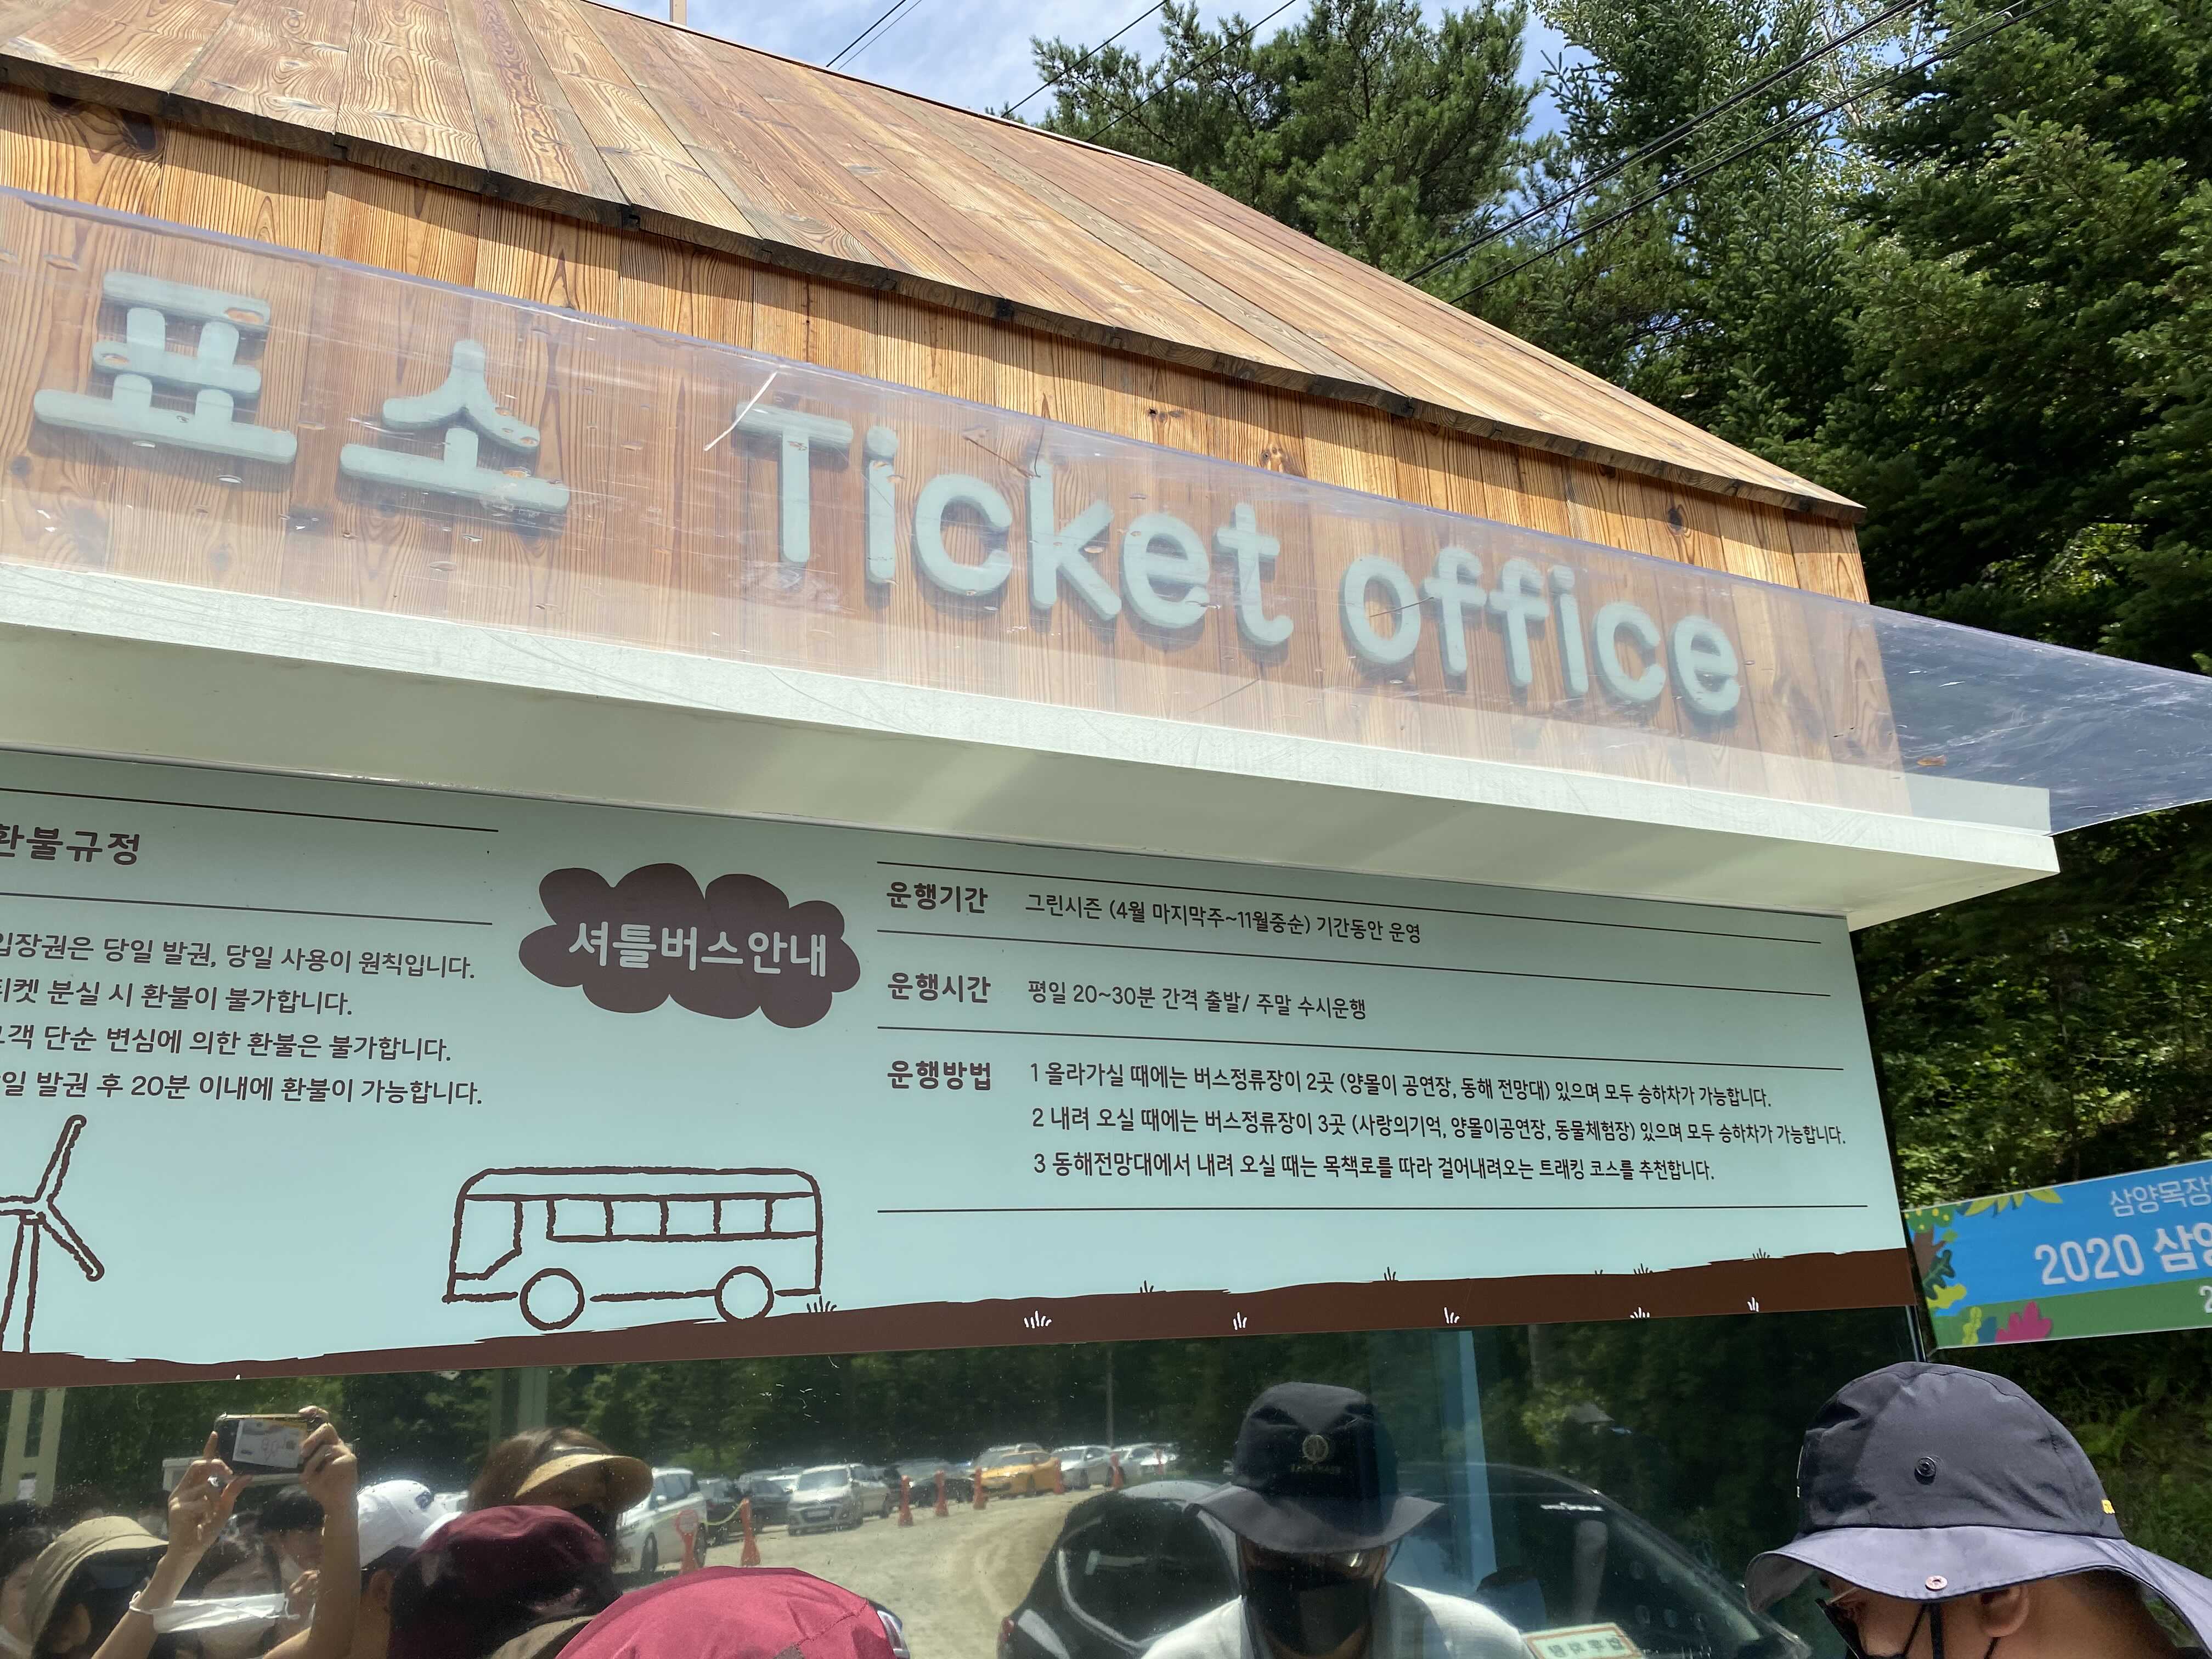 표소 Ticket office
환불규정
입장권은 당일 발권, 당일 사용이 원칙입니다.
티켓 분실 시 환불이 불가합니다.
고객 단순 변심에 의한 환불은 불가합니다.
일 발권 후 20분 이내에 환불이 가능합니다.
셔틀버스안내
운행기간 그린시즌 (4월 마지막주~11월중순) 기간동안 운영
운행시간 평일 20~30분 간격 출발/ 주말 수시운행
운행방법 1 올라가실 때에는 버스정류장이 2곳 (양몰이 공연장, 동해 전망대) 있으며 모두 승하차가 가능합니다.
2 내려 오실 때에는 버스정류장이 3곳 (사랑의기억, 양몰이공연장, 동물체험장) 있으며 모두 승하차가 가능합니다.
3 동해전망대에서 내려 오실 때는 목책로를 따라 걸어내려오는 트래킹 코스를 추천합니다.
삼양목장
2020 삼양
2